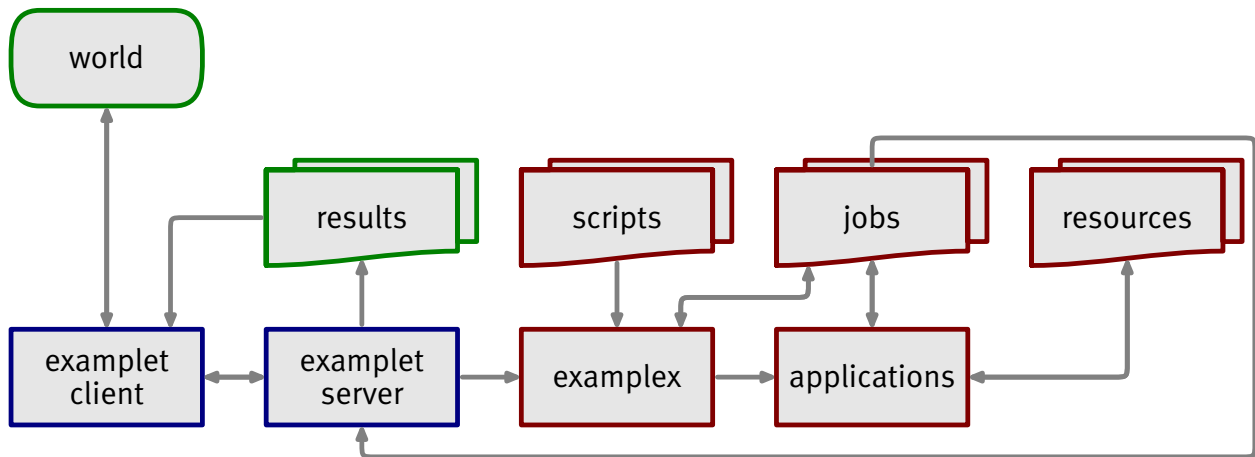 world
results
scripts
jobs
resources
examplet
client
examplet
server
examplex
applications